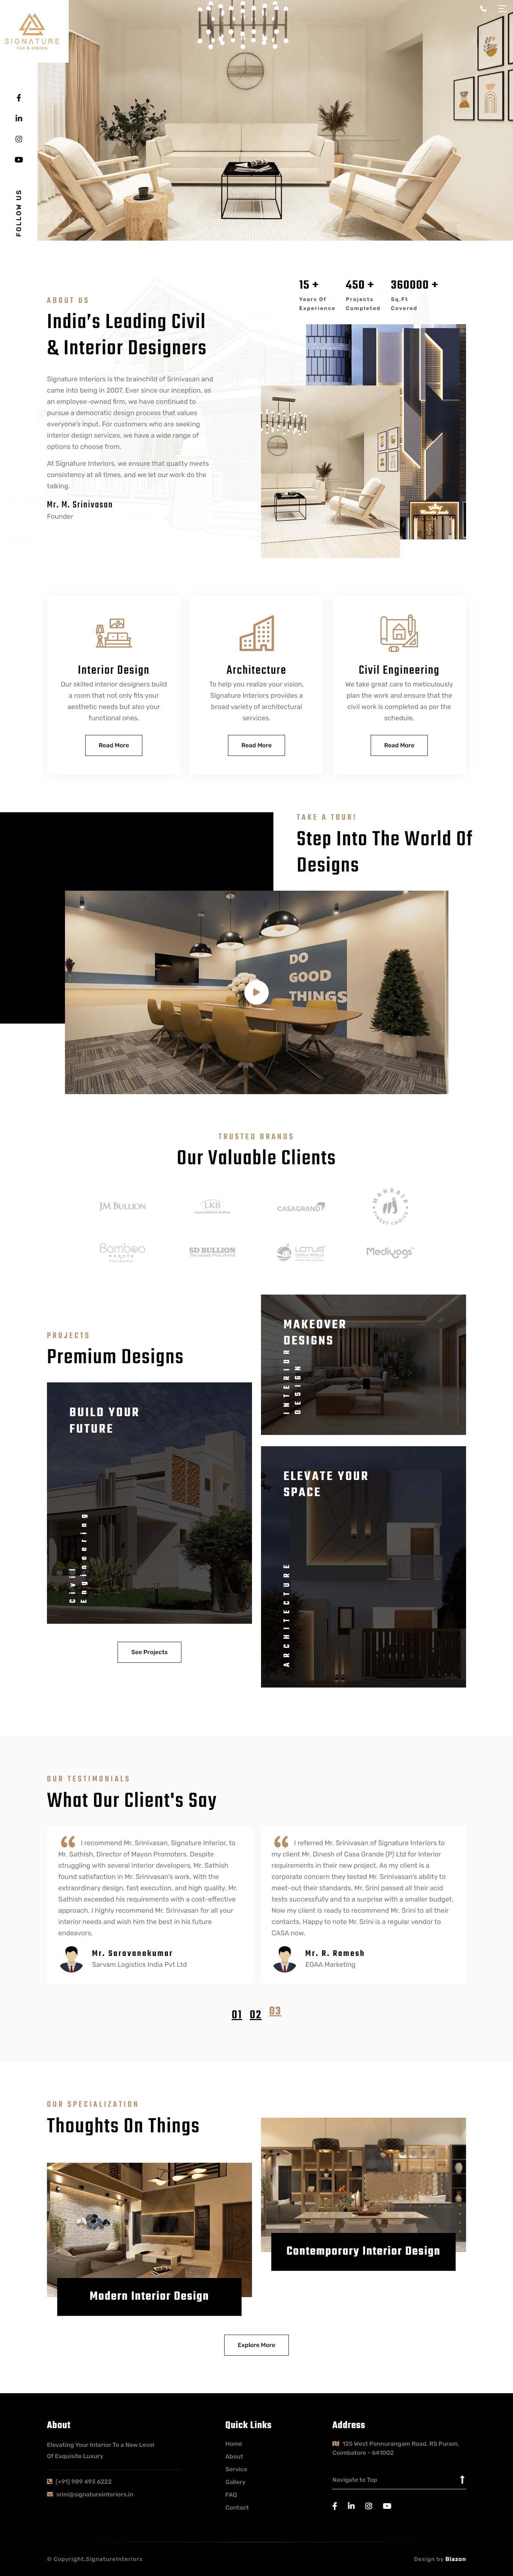 SIGNATURE
Civil & Interiors
FOLLOW US
15 +
Years Of
Experience
450 +
Projects
Completed
360000 +
Sq.Ft
Covered
ABOUT US
India’s Leading Civil
& Interior Designers
Signature Interiors is the brainchild of Srinivasan and
came into being in 2007. Ever since our inception, as
an employee-owned firm, we have continued to
pursue a democratic design process that values
everyone's input. For customers who are seeking
interior design services, we have a wide range of
options to choose from.
At Signature Interiors, we ensure that quality meets
consistency at all times, and we let our work do the
talking.
Mr. M. Srinivasan
Founder
Interior Design
Our skilled interior designers build
a room that not only fits your
aesthetic needs but also your
functional ones.
Read More
Architecture
To help you realize your vision,
Signature Interiors provides a
broad variety of architectural
services.
Read More
Civil Engineering
We take great care to meticulously
plan the work and ensure that the
civil work is completed as per the
schedule.
Read More
TAKE A TOUR!
Step Into The World Of
Designs
DO
GOOD
THINGS
TRUSTED BRANDS
Our Valuable Clients
JM BULLION
LKB
CASAGRAND
MAHRAJA
FINEST CHOICE
Bamboo
events
SD BULLION
LOTUS
Mediyoga
PROJECTS
Premium Designs
MAKEOVER
DESIGNS
INTERIOR
DESIGN
BUILD YOUR
FUTURE
Civil
Engineering
ELEVATE YOUR
SPACE
ARCHITECTURE
See Projects
OUR TESTIMONIALS
What Our Client's Say
I recommend Mr. Srinivasan, Signature Interior, to
Mr. Sathish, Director of Mayon Promoters. Despite
struggling with several interior developers, Mr. Sathish
found satisfaction in Mr. Srinivasan's work. With the
extraordinary design, fast execution, and high quality, Mr.
Sathish exceeded his requirements with a cost-effective
approach. I highly recommend Mr. Srinivasan for all your
interior needs and wish him the best in his future
endeavors.
Mr. Saravanakumar
Sarvam Logistics India Pvt Ltd
I referred Mr. Srinivasan of Signature Interiors to
my client Mr. Dinesh of Casa Grande (P) Ltd for Interior
requirements in their new project. As my client is a
corporate concern they tested Mr. Srinivasan's ability to
meet-out their standards. Mr. Srini passed all their acid
tests successfully and to a surprise with a smaller budget.
Now my client is ready to recommend Mr. Srini to all their
contacts. Happy to note Mr. Srini is a regular vendor to
CASA now.
Mr. R. Ramesh
EGAA Marketing
01 02 03
OUR SPECIALIZATION
Thoughts On Things
Contemporary Interior Design
Modern Interior Design
Explore More
About
Elevating Your Interior To a New Level
Of Exquisite Luxury
(+91) 989 493 6222
srini@signatureinteriors.in
Quick Links
Home
About
Service
Gallery
FAQ
Contact
Address
125 West Ponnurangam Road, RS Puram,
Coimbatore - 641002
Navigate to Top
© Copyright.SignatureInteriors
Design by Blazon